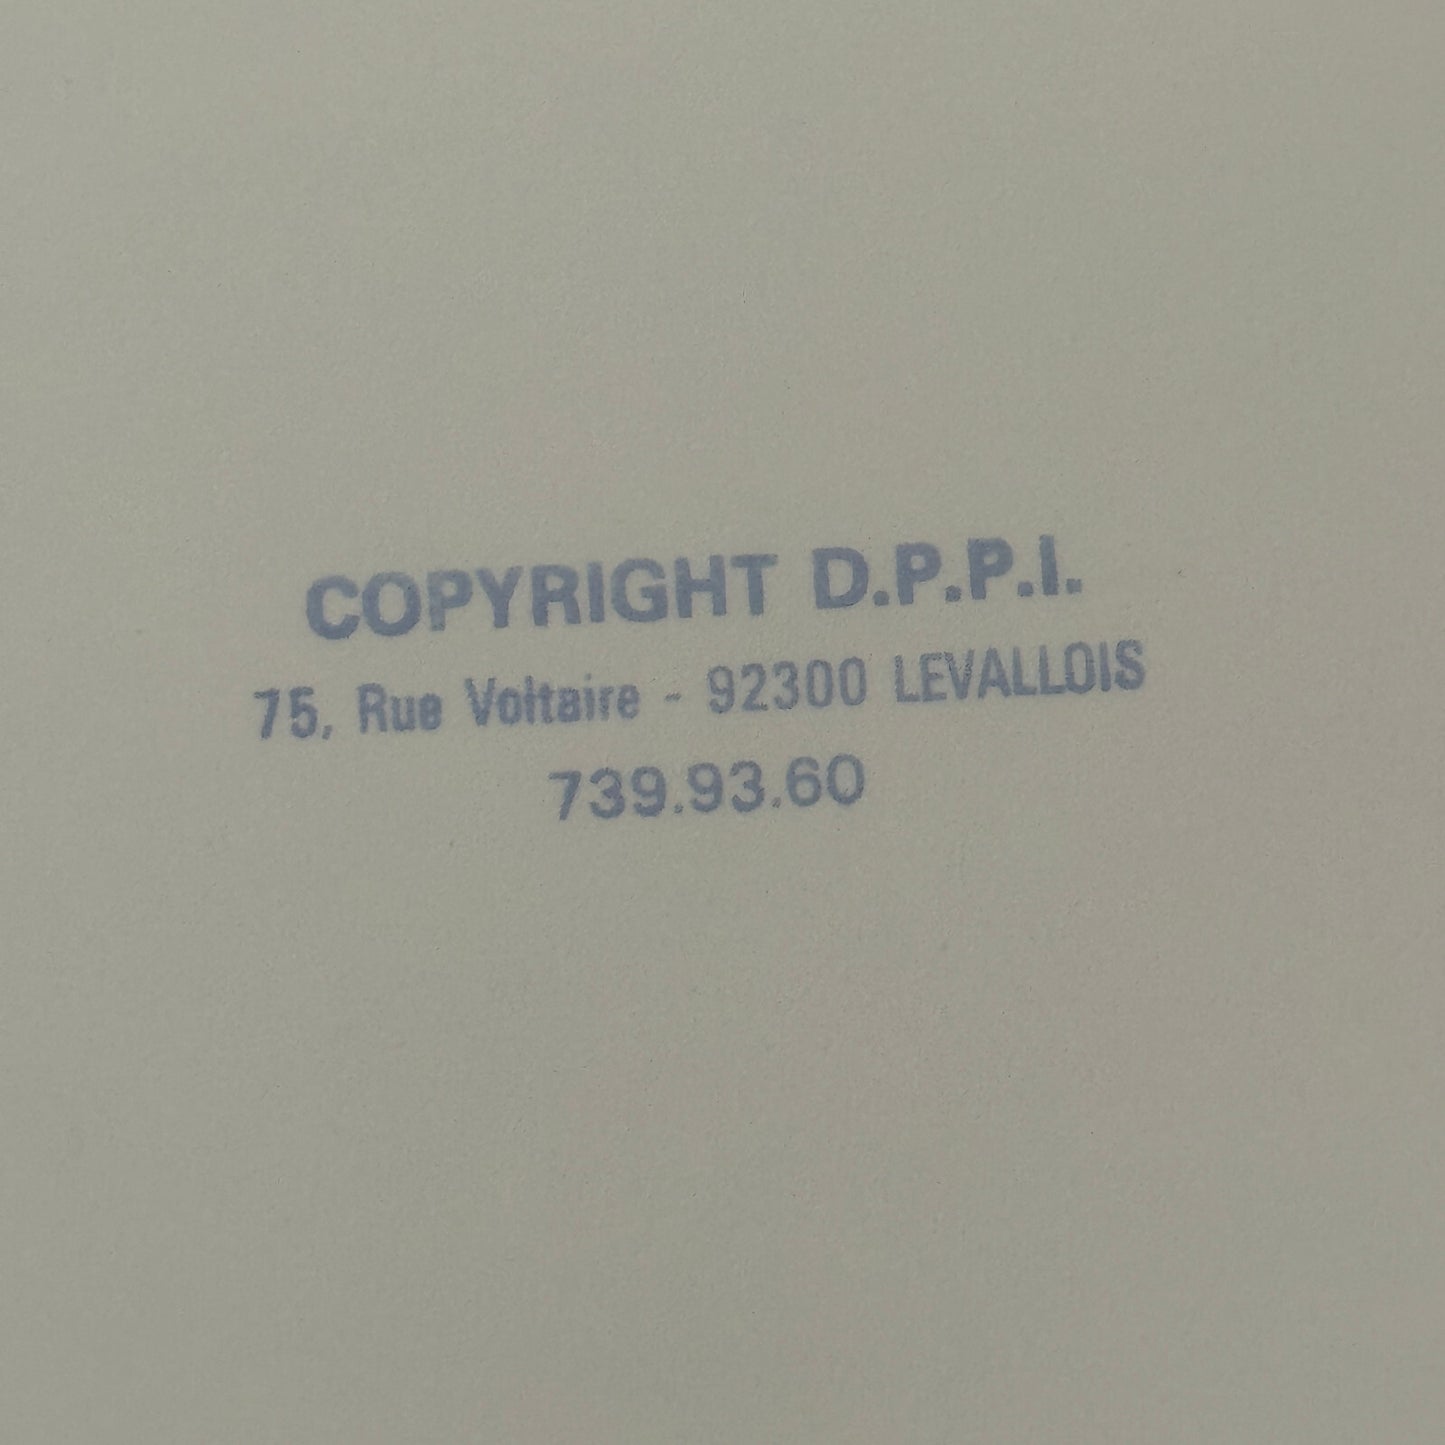 COPYRIGHT D.P.P.I.
75, Rue Voltaire - 92300 LEVALLOIS
739.93.60